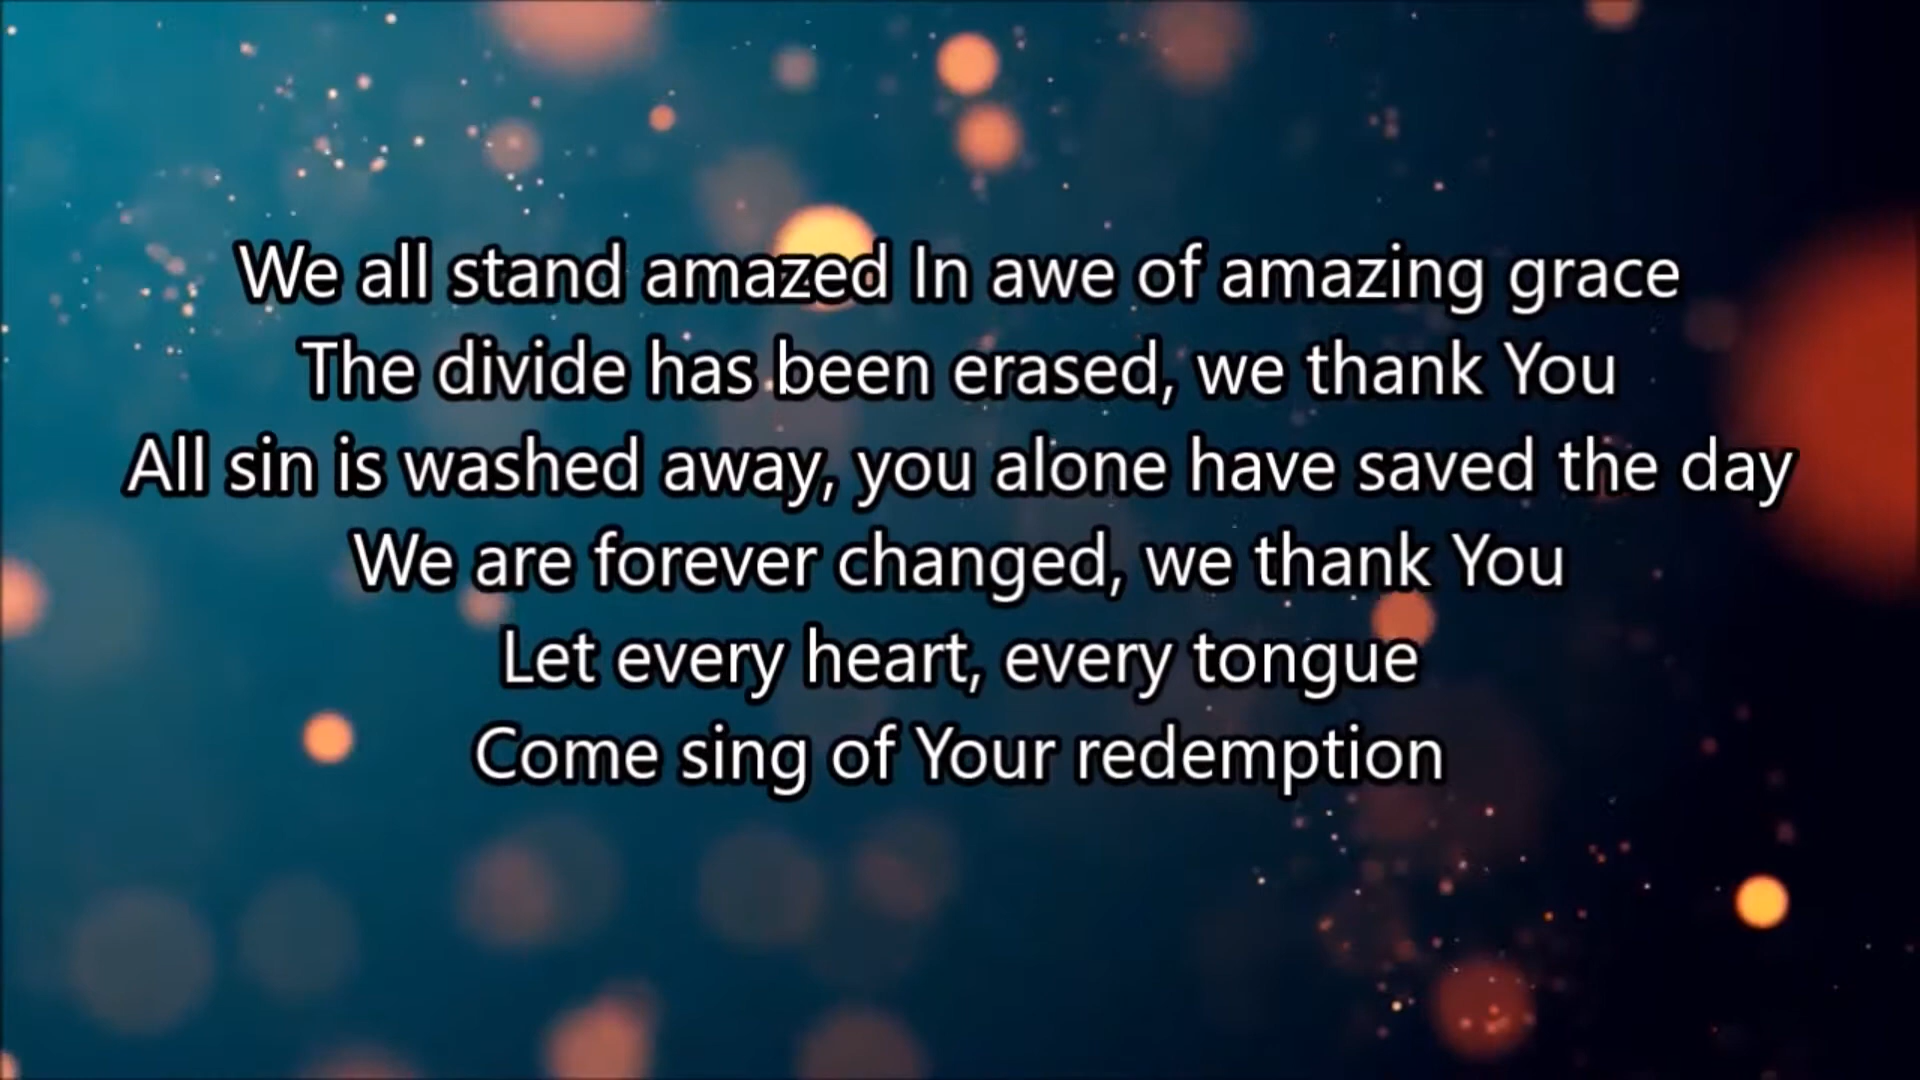 We all stand amazed In awe of amazing grace
The divide has been erased, we thank You
All sin is washed away, you alone have saved the day
We are forever changed, we thank You
Let every heart, every tongue
Come sing of Your redemption